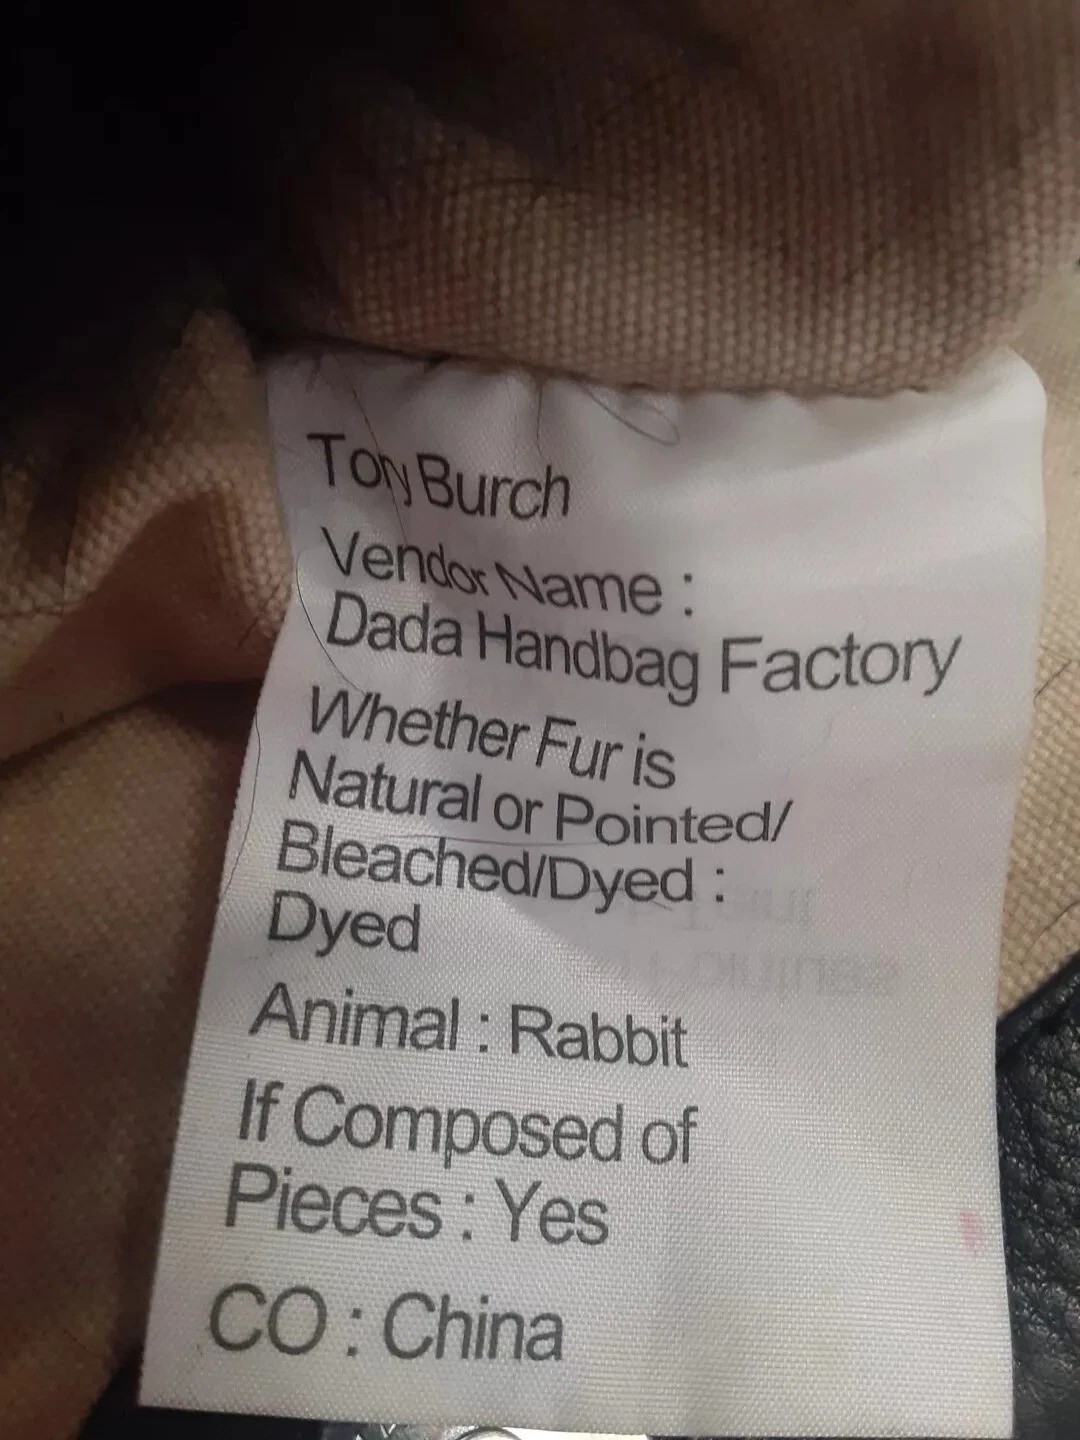 Tory Burch
Vendor Name :
Dada Handbag Factory
Whether Fur is
Natural or Pointed/
Bleached/Dyed :
Dyed
Animal : Rabbit
If Composed of
Pieces : Yes
CO : China